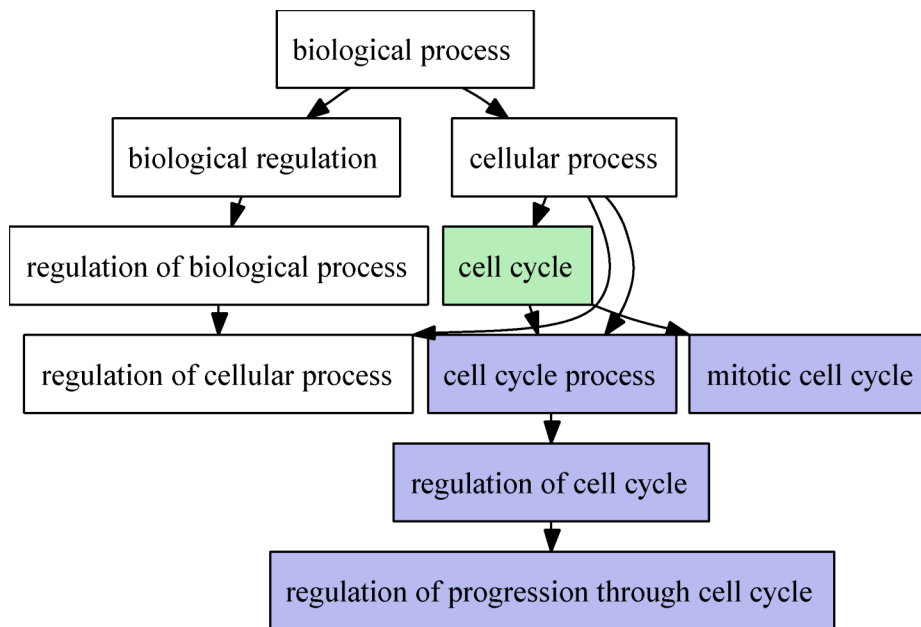 biological process
biological regulation
cellular process
regulation of biological process
cell cycle
regulation of cellular process
cell cycle process
mitotic cell cycle
regulation of cell cycle
regulation of progression through cell cycle